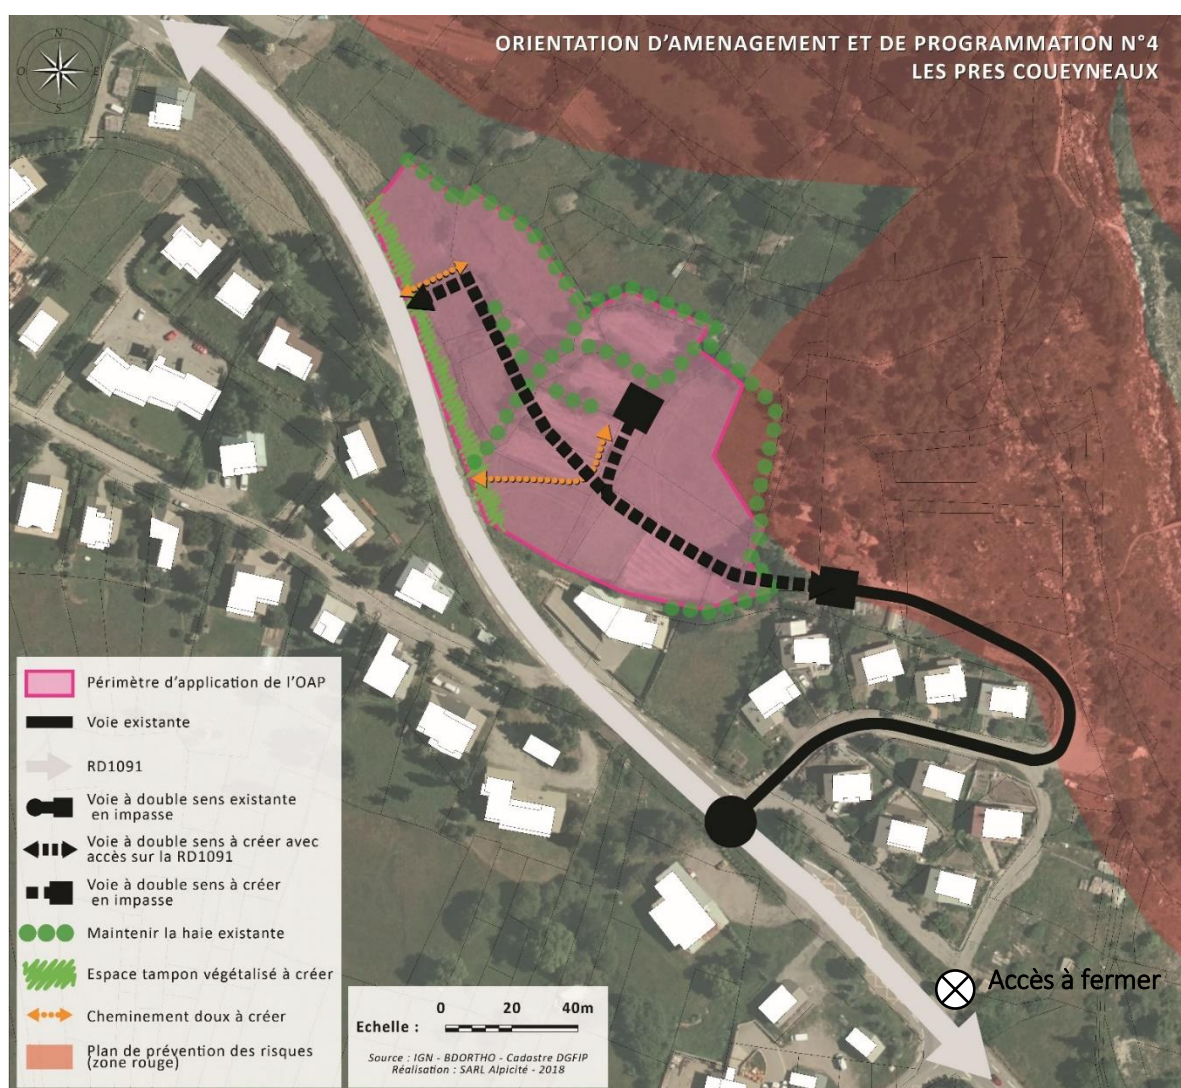 ORIENTATION D'AMENAGEMENT ET DE PROGRAMMATION N°4
LES PRES COUEYNEAUX
N
O
E
S
Périmètre d'application de l'OAP
Voie existante
RD1091
Voie à double sens existante
en impasse
Voie à double sens à créer avec
accès sur la RD1091
Voie à double sens à créer
en impasse
Maintenir la haie existante
Espace tampon végétalisé à créer
Cheminement doux à créer
Plan de prévention des risques
(zone rouge)
0 20 40m
Echelle :
Source : IGN - BDORTHO - Cadastre DGFIP
Réalisation : SARL Alpicité - 2018
Accès à fermer